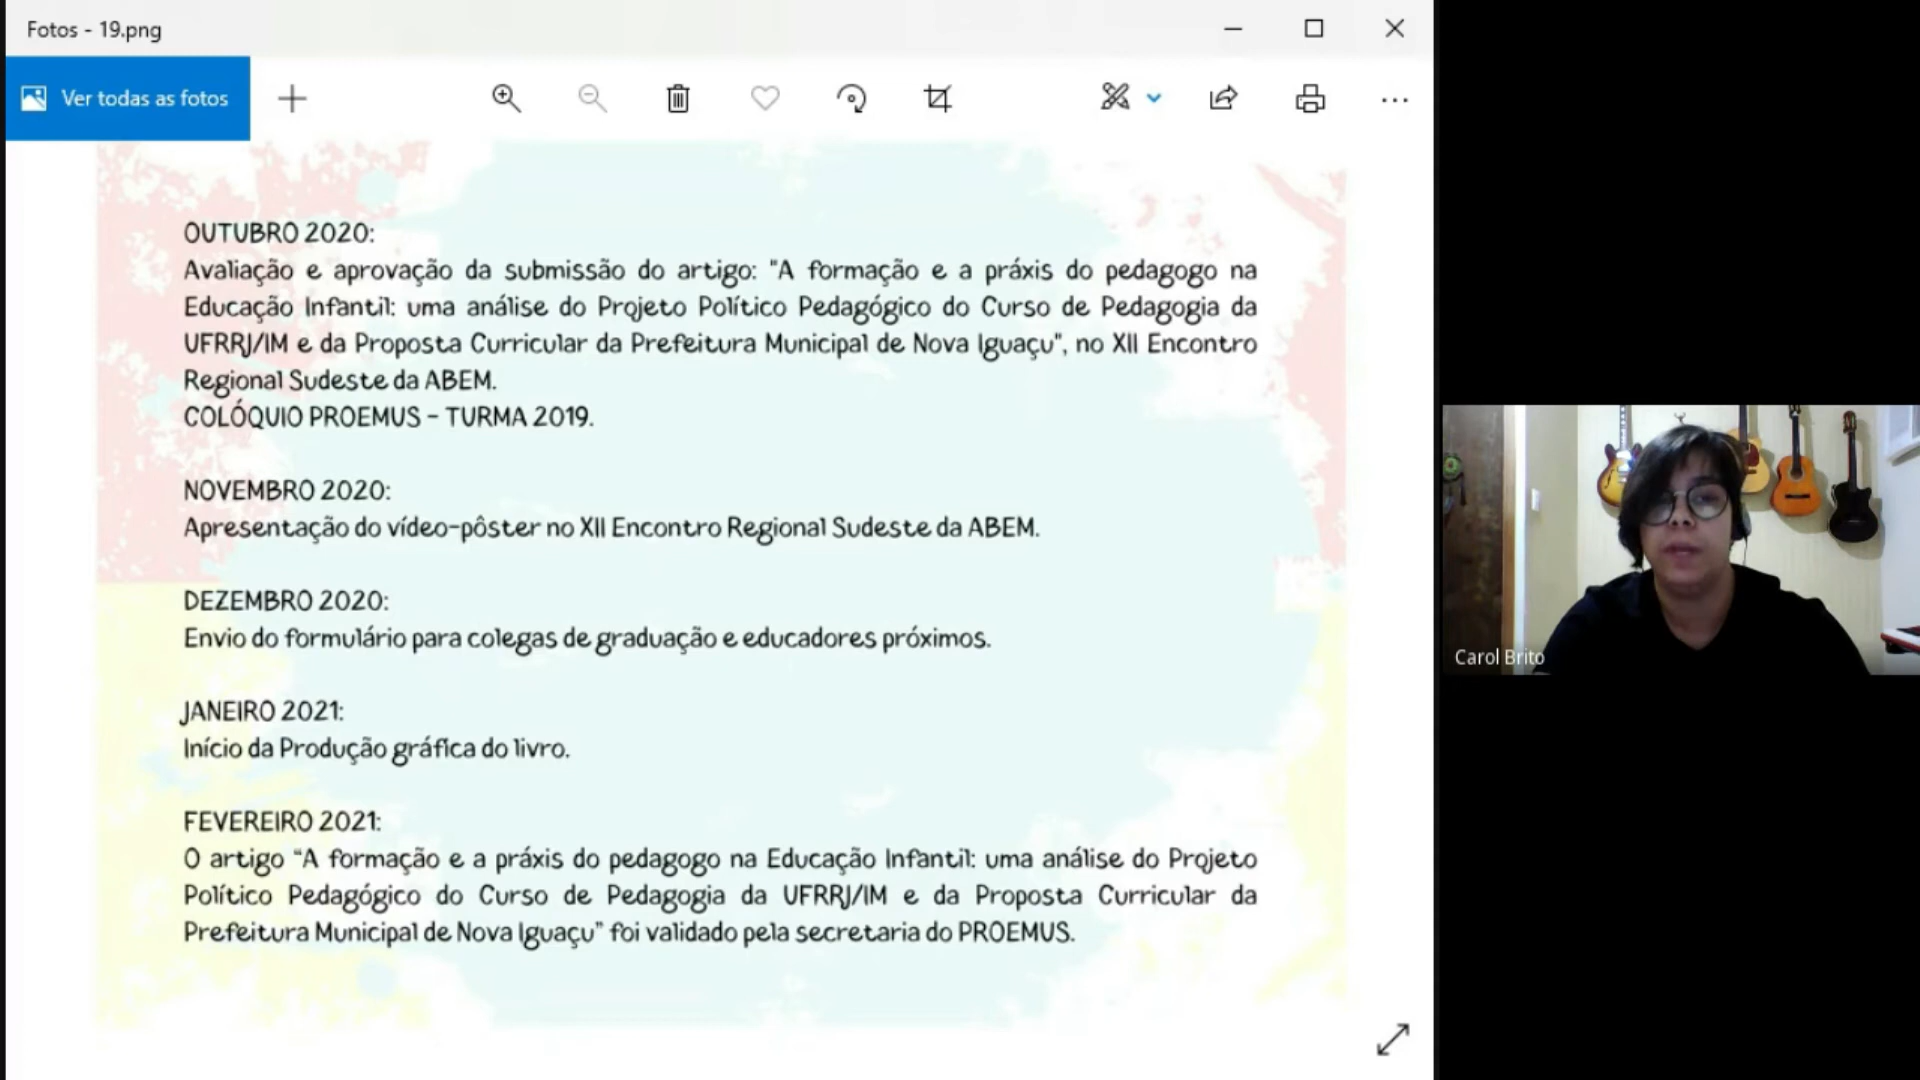 Fotos - 19.png
Ver todas as fotos
OUTUBRO 2020:
Avaliação e aprovação da submissão do artigo: "A formação e a práxis do pedagogo na
Educação Infantil: uma análise do Projeto Político Pedagógico do Curso de Pedagogia da
UFRRJ/IM e da Proposta Curricular da Prefeitura Municipal de Nova Iguaçu", no XII Encontro
Regional Sudeste da ABEM.
COLÓQUIO PROEMUS - TURMA 2019.
NOVEMBRO 2020:
Apresentação do vídeo-pôster no XII Encontro Regional Sudeste da ABEM.
DEZEMBRO 2020:
Envio do formulário para colegas de graduação e educadores próximos.
JANEIRO 2021:
Início da Produção gráfica do livro.
FEVEREIRO 2021:
O artigo “A formação e a práxis do pedagogo na Educação Infantil: uma análise do Projeto
Político Pedagógico do Curso de Pedagogia da UFRRJ/IM e da Proposta Curricular da
Prefeitura Municipal de Nova Iguaçu” foi validado pela secretaria do PROEMUS.
Carol Brito